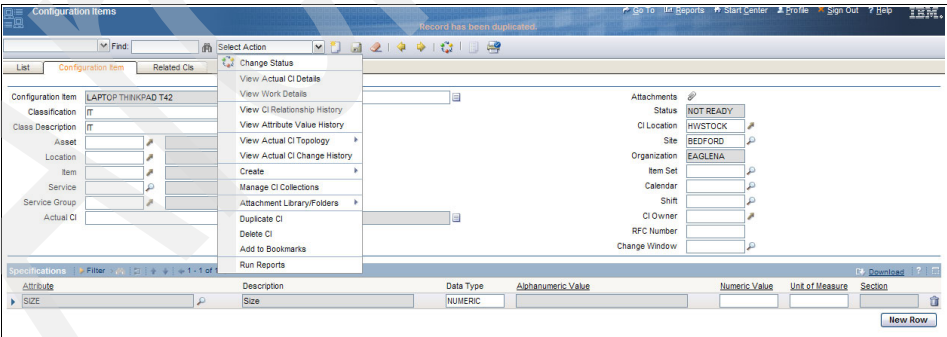 Configuration Items
Go To Reports Start Center Profile Sign Out ? Help IBM.
Record has been duplicated.
Find: Select Action
List Configuration Item Related CIs
Change Status
View Actual CI Details
View Work Details
View CI Relationship History
View Attribute Value History
View Actual CI Topology
View Actual CI Change History
Create
Manage CI Collections
Attachment Library/Folders
Duplicate CI
Delete CI
Add to Bookmarks
Run Reports
Configuration Item LAPTOP THINKPAD T42
Classification IT
Class Description IT
Asset
Location
Item
Service
Service Group
Actual CI
Attachments
Status NOT READY
CI Location HWSTOCK
Site BEDFORD
Organization EAGLENA
Item Set
Calendar
Shift
CI Owner
RFC Number
Change Window
Specifications Filter 1 - 1 of 1 Download ?
Attribute Description Data Type Alphanumeric Value Numeric Value Unit of Measure Section
SIZE Size NUMERIC
New Row